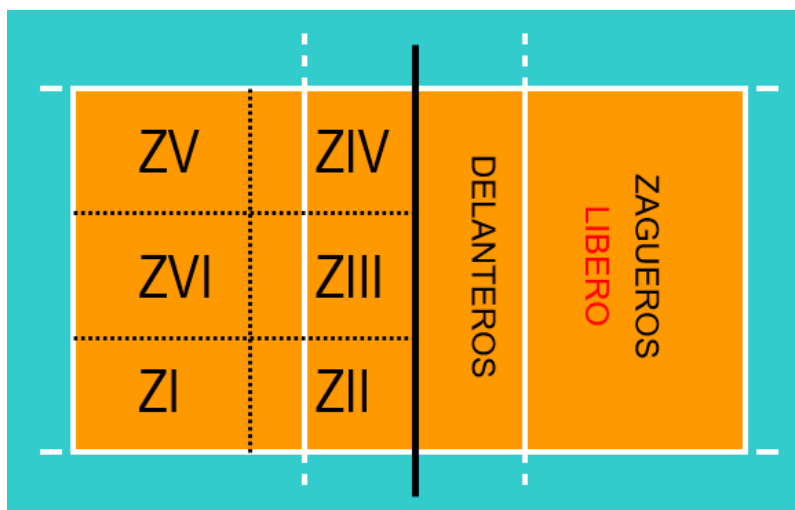 ZV
ZIV
ZVI
ZIII
ZI
ZII
DELANTEROS
ZAGUEROS
LIBERO